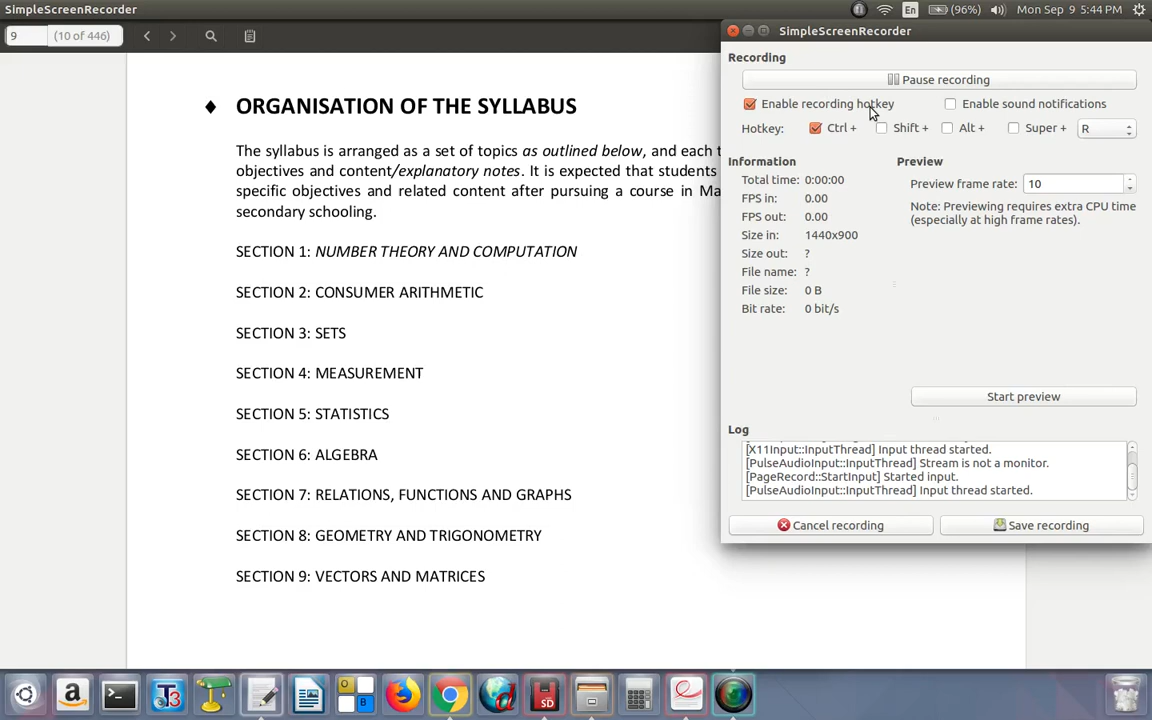 SimpleScreenRecorder
En
(96%)
Mon Sep 9 5:44 PM
9
(10 of 446)
SimpleScreenRecorder
♦ ORGANISATION OF THE SYLLABUS
The syllabus is arranged as a set of topics as outlined below, and each t
objectives and content/explanatory notes. It is expected that students
specific objectives and related content after pursuing a course in Ma
secondary schooling.
SECTION 1: NUMBER THEORY AND COMPUTATION
SECTION 2: CONSUMER ARITHMETIC
SECTION 3: SETS
SECTION 4: MEASUREMENT
SECTION 5: STATISTICS
SECTION 6: ALGEBRA
SECTION 7: RELATIONS, FUNCTIONS AND GRAPHS
SECTION 8: GEOMETRY AND TRIGONOMETRY
SECTION 9: VECTORS AND MATRICES
Recording
Pause recording
Enable recording hotkey
Enable sound notifications
Hotkey: Ctrl + Shift + Alt + Super + R
Information
Total time: 0:00:00
FPS in: 0.00
FPS out: 0.00
Size in: 1440x900
Size out: ?
File name: ?
File size: 0 B
Bit rate: 0 bit/s
Preview
Preview frame rate: 10
Note: Previewing requires extra CPU time
(especially at high frame rates).
Start preview
Log
[X11Input::InputThread] Input thread started.
[PulseAudioInput::InputThread] Stream is not a monitor.
[PageRecord::StartInput] Started input.
[PulseAudioInput::InputThread] Input thread started.
Cancel recording
Save recording
SD